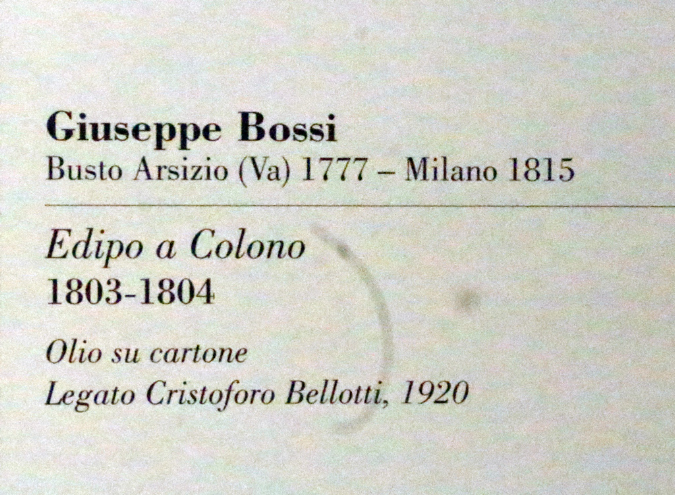 Giuseppe Bossi
Busto Arsizio (Va) 1777 – Milano 1815
Edipo a Colono
1803-1804
Olio su cartone
Legato Cristoforo Bellotti, 1920